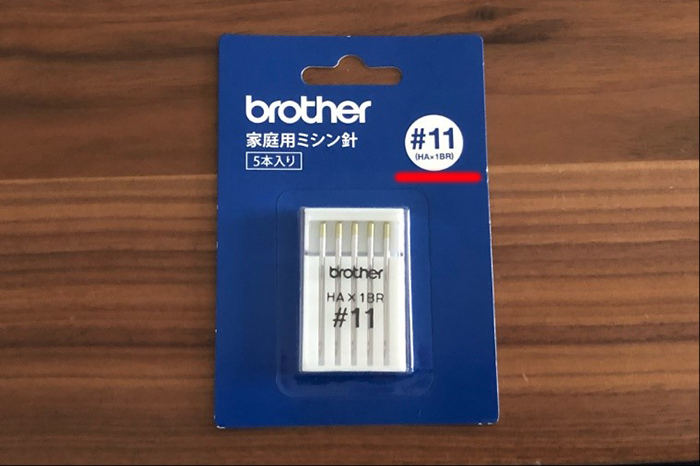 brother
家庭用ミシン針
5本入り
#11
(HA×1BR)
brother
HA×1BR
#11